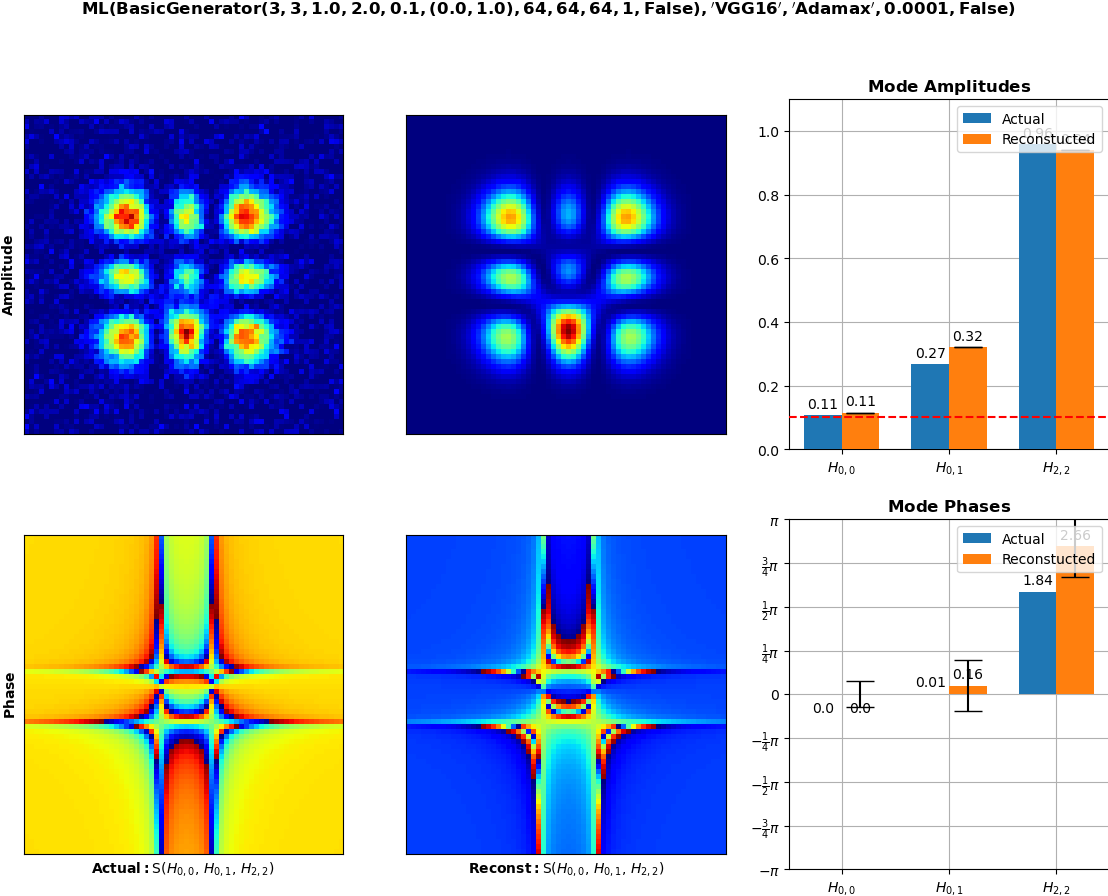 ML(BasicGenerator(3, 3, 1.0, 2.0, 0.1, (0.0, 1.0), 64, 64, 64, 1, False), ′VGG16′, ′Adamax′, 0.0001, False)
Mode Amplitudes
Actual
Reconstucted
1.0
0.8
0.6
0.4
0.2
0.0
0.96
0.11
0.11
0.27
0.32
H0,0
H0,1
H2,2
Amplitude
Mode Phases
Actual
Reconstucted
π
3/4π
1/2π
1/4π
0
−1/4π
−1/2π
−3/4π
−π
2.56
1.84
0.01
0.16
0.0
0.0
H0,0
H0,1
H2,2
Phase
Actual: S(H0,0, H0,1, H2,2)
Reconst: S(H0,0, H0,1, H2,2)